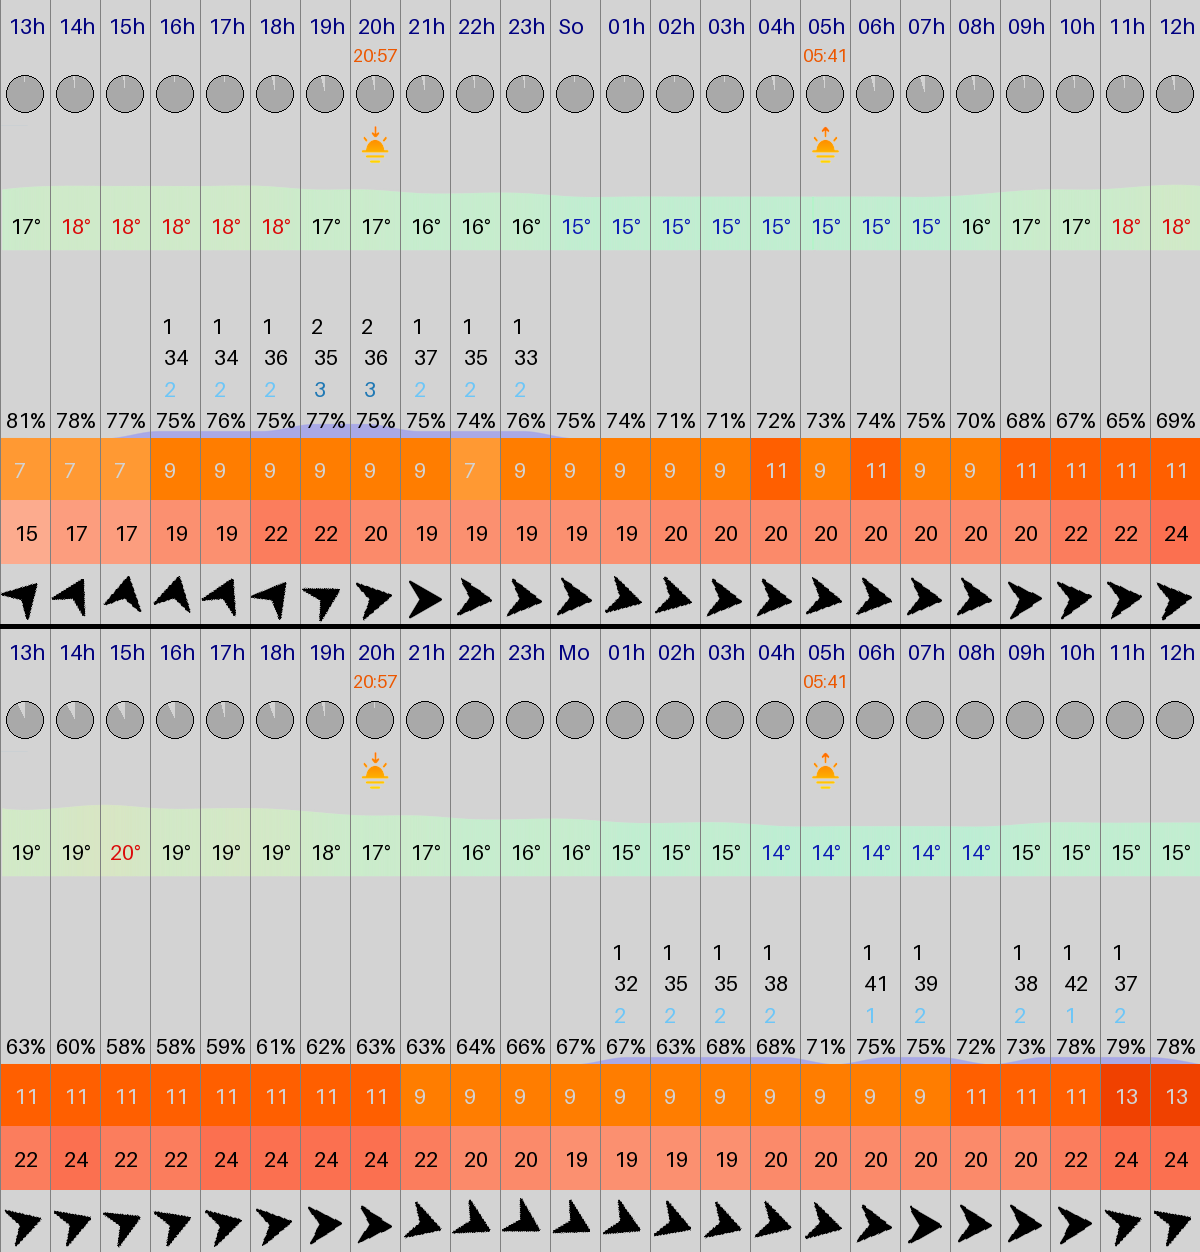 13h 14h 15h 16h 17h 18h 19h 20h 21h 22h 23h So 01h 02h 03h 04h 05h 06h 07h 08h 09h 10h 11h 12h
20:57 05:41
17° 18° 18° 18° 18° 18° 17° 17° 16° 16° 16° 15° 15° 15° 15° 15° 15° 15° 15° 16° 17° 17° 18° 18°
1 1 1 2 2 1 1 1
34 34 36 35 36 37 35 33
2 2 2 3 3 2 2 2
81% 78% 77% 75% 76% 75% 77% 75% 75% 74% 76% 75% 74% 71% 71% 72% 73% 74% 75% 70% 68% 67% 65% 69%
7 7 7 9 9 9 9 9 9 7 9 9 9 9 9 11 9 11 9 9 11 11 11 11
15 17 17 19 19 22 22 20 19 19 19 19 19 20 20 20 20 20 20 20 20 22 22 24
13h 14h 15h 16h 17h 18h 19h 20h 21h 22h 23h Mo 01h 02h 03h 04h 05h 06h 07h 08h 09h 10h 11h 12h
20:57 05:41
19° 19° 20° 19° 19° 19° 18° 17° 17° 16° 16° 16° 15° 15° 15° 14° 14° 14° 14° 14° 15° 15° 15° 15°
1 1 1 1 1 1 1 1 1
32 35 35 38 41 39 38 42 37
2 2 2 2 1 2 2 1 2
63% 60% 58% 58% 59% 61% 62% 63% 63% 64% 66% 67% 67% 63% 68% 68% 71% 75% 75% 72% 73% 78% 79% 78%
11 11 11 11 11 11 11 11 9 9 9 9 9 9 9 9 9 9 9 11 11 11 13 13
22 24 22 22 24 24 24 24 22 20 20 19 19 19 19 20 20 20 20 20 20 22 24 24